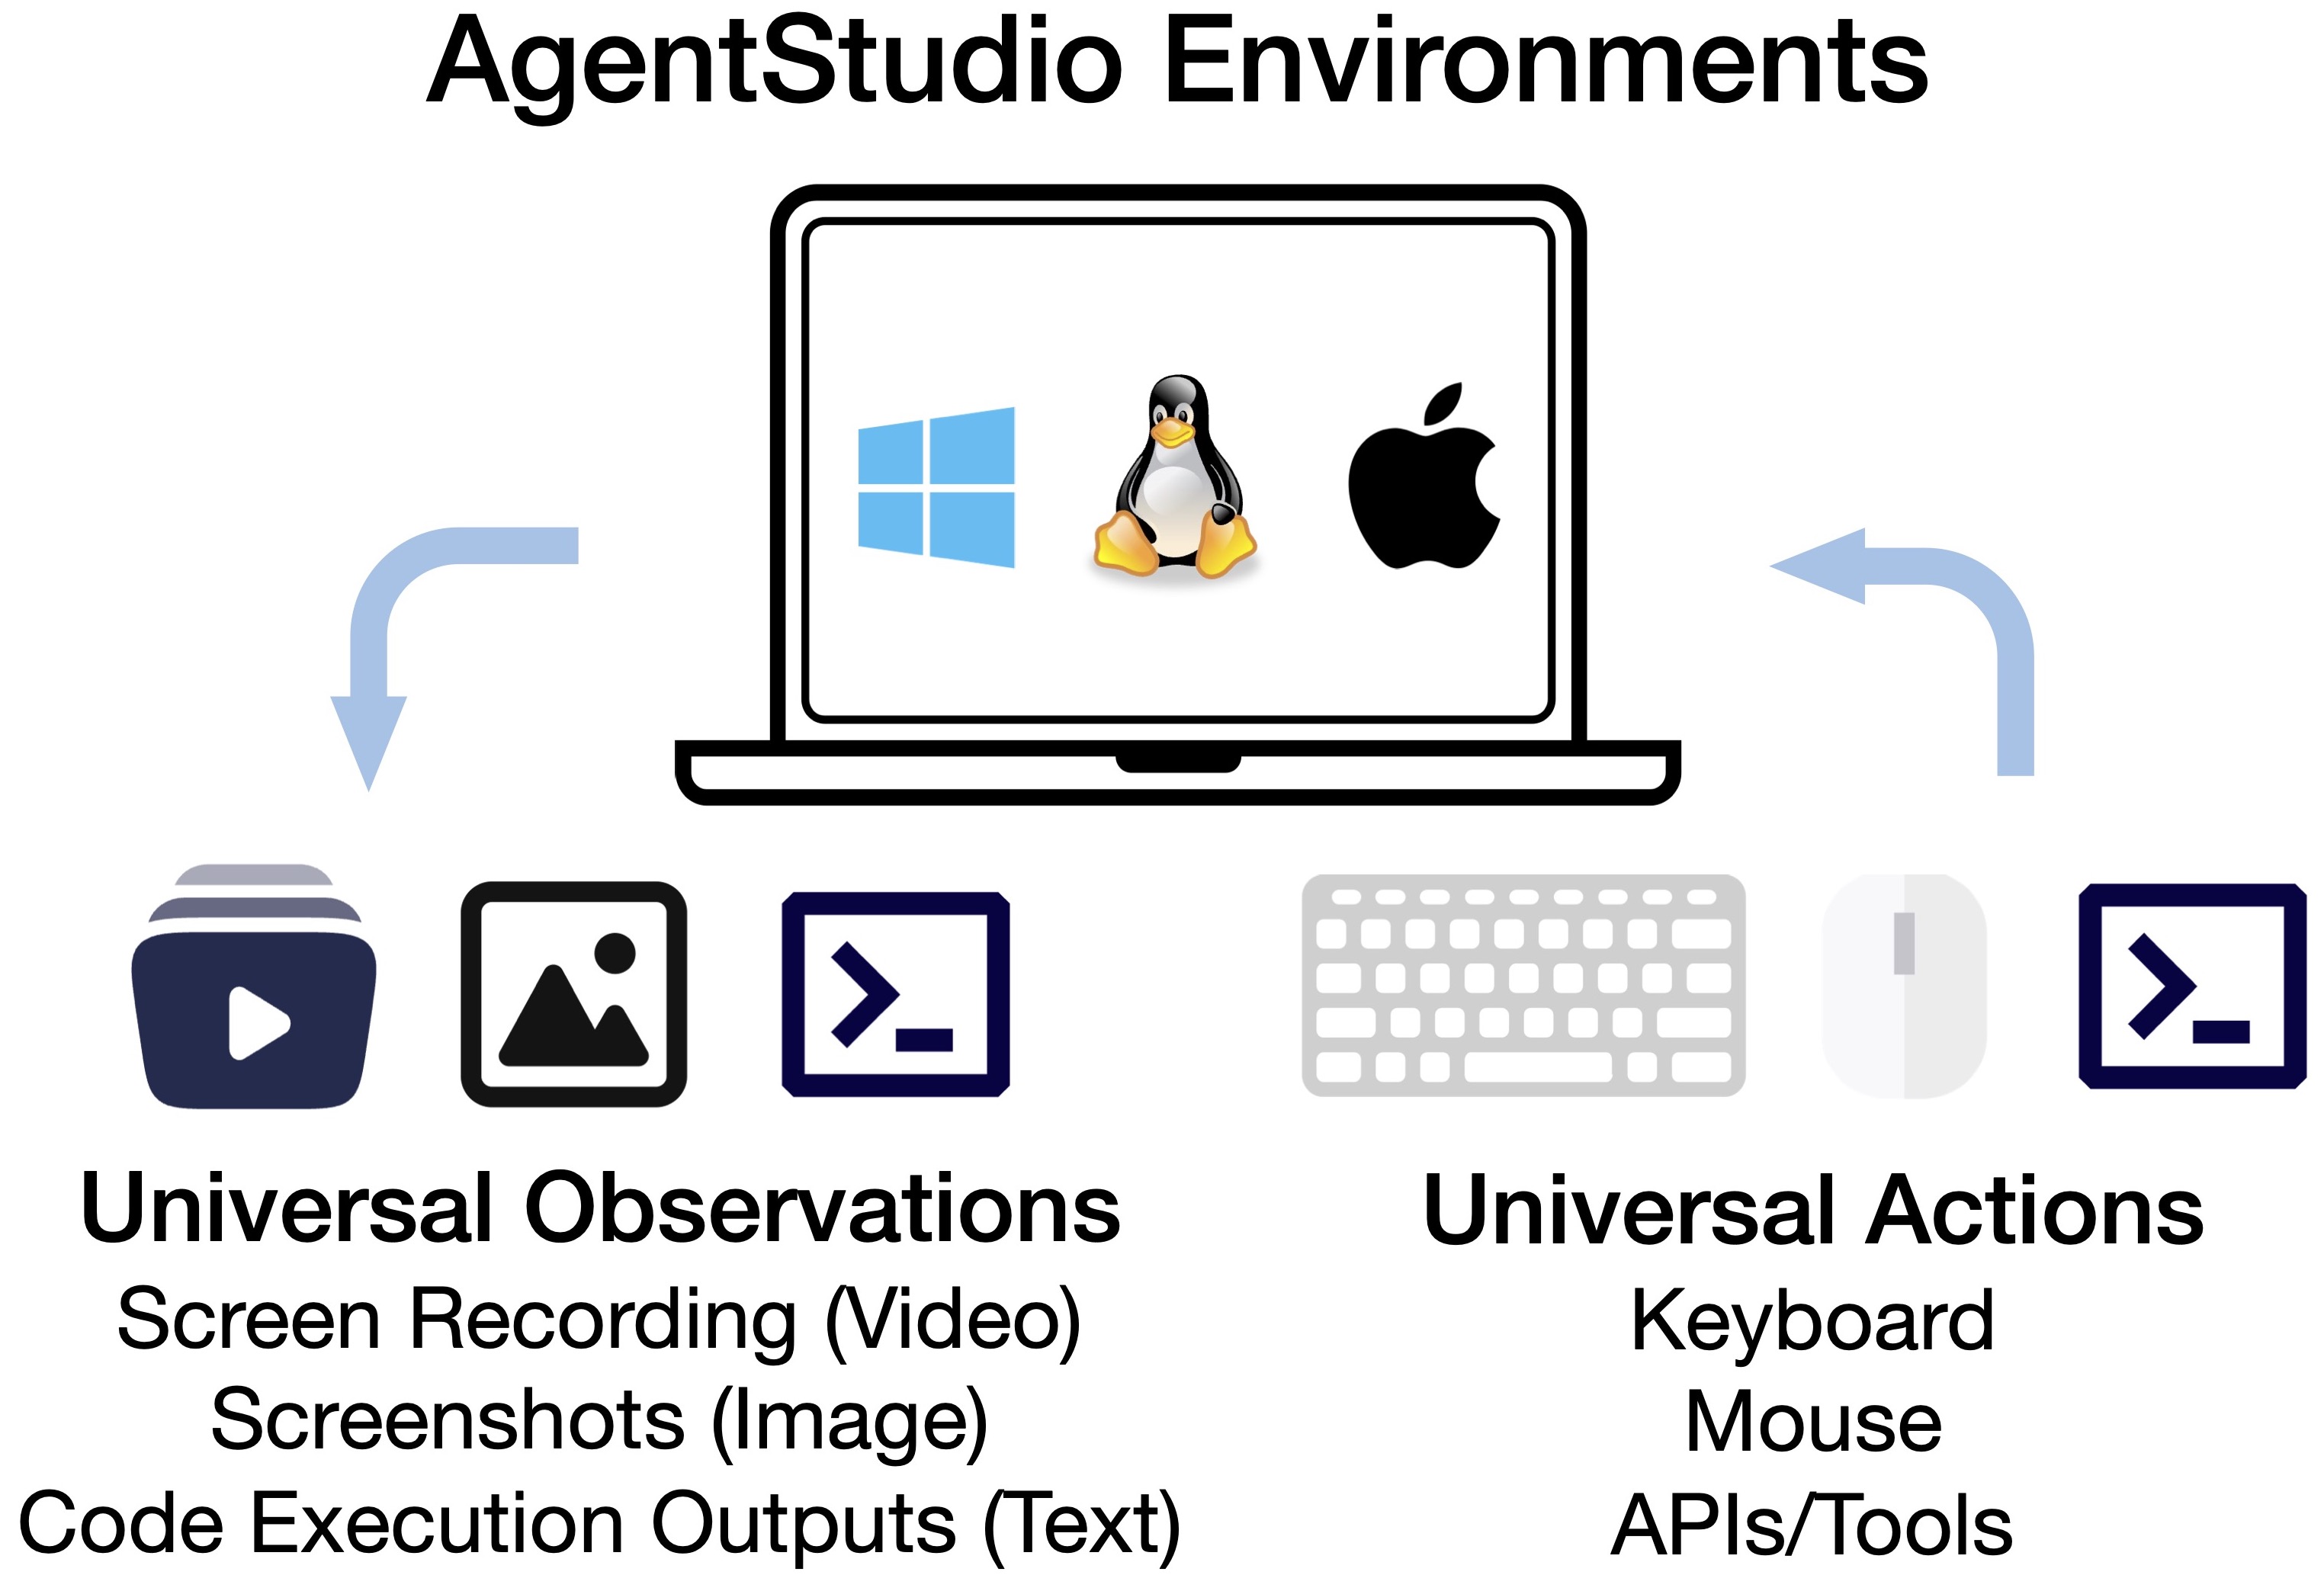 AgentStudio Environments
Universal Observations
Screen Recording (Video)
Screenshots (Image)
Code Execution Outputs (Text)
Universal Actions
Keyboard
Mouse
APIs/Tools